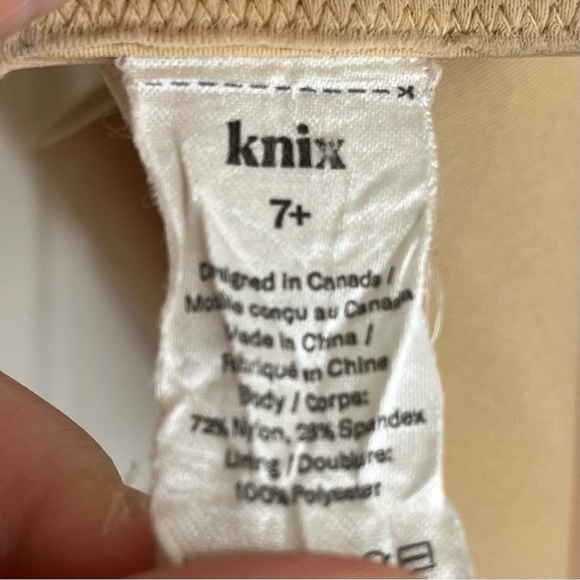 knix
7+
Designed in Canada /
Modèle conçu au Canada
Made in China /
Fabriqué en Chine
Body / Corps:
72% Nylon, 28% Spandex
Lining / Doublure:
100% Polyester